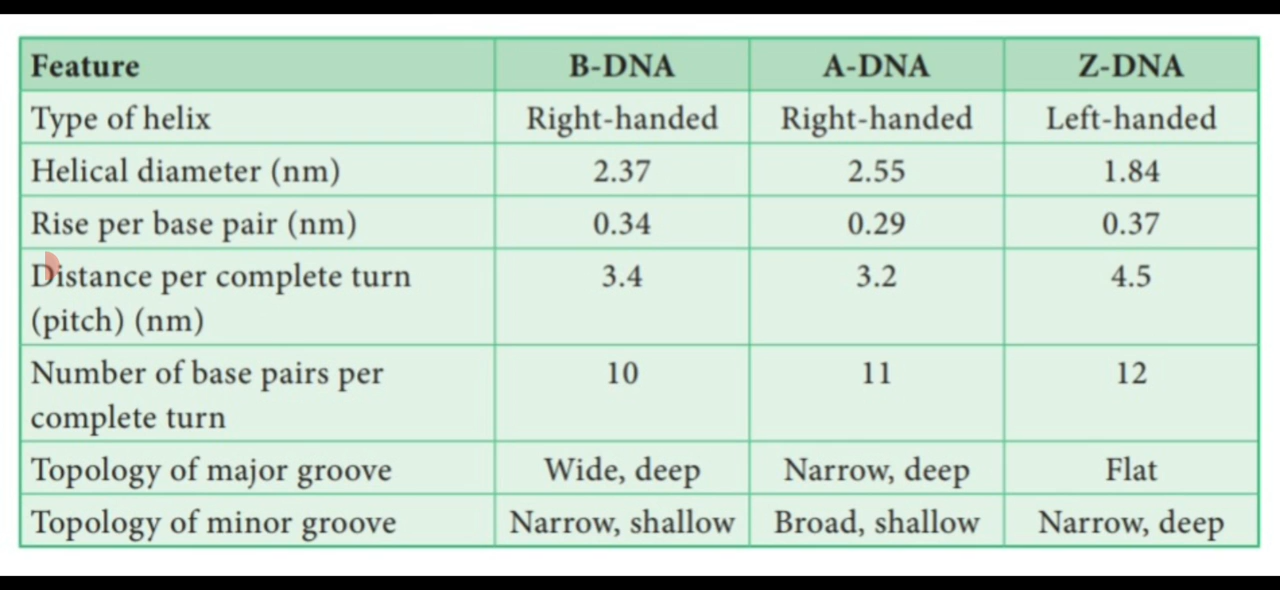 Feature B-DNA A-DNA Z-DNA
Type of helix Right-handed Right-handed Left-handed
Helical diameter (nm) 2.37 2.55 1.84
Rise per base pair (nm) 0.34 0.29 0.37
Distance per complete turn 3.4 3.2 4.5
(pitch) (nm)
Number of base pairs per 10 11 12
complete turn
Topology of major groove Wide, deep Narrow, deep Flat
Topology of minor groove Narrow, shallow Broad, shallow Narrow, deep